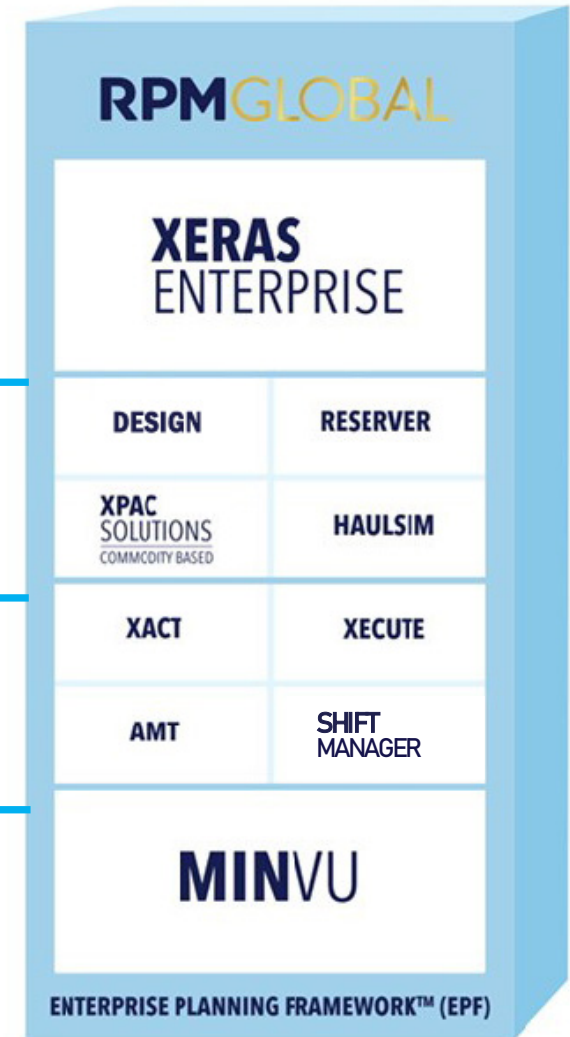 RPMGLOBAL
XERAS
ENTERPRISE
DESIGN
RESERVER
XPAC
SOLUTIONS
COMMCDITY BASED
HAULSIM
XACT
XECUTE
AMT
SHIFT
MANAGER
MINVU
ENTERPRISE PLANNING FRAMEWORK™ (EPF)